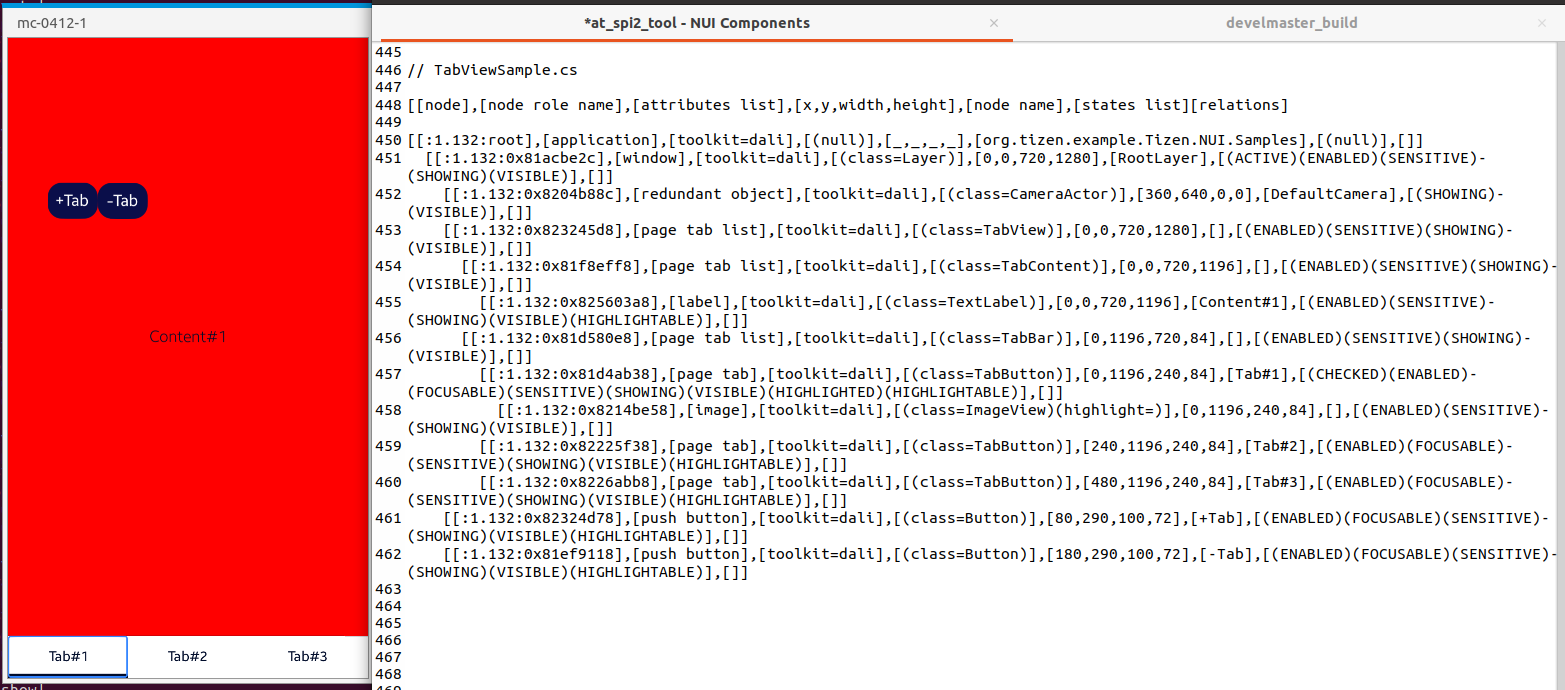 mc-0412-1
+Tab
-Tab
Content#1
Tab#1
Tab#2
Tab#3
*at_spi2_tool - NUI Components ×
develmaster_build ×
445
446 // TabViewSample.cs
447
448 [[node],[node role name],[attributes list],[x,y,width,height],[node name],[states list][relations]
449
450 [[:1.132:root],[application],[toolkit=dali],[(null)],[_,_,_,_],[org.tizen.example.Tizen.NUI.Samples],[(null)],[]]
451 [[:1.132:0x81acbe2c],[window],[toolkit=dali],[(class=Layer)],[0,0,720,1280],[RootLayer],[(ACTIVE)(ENABLED)(SENSITIVE)-
(SHOWING)(VISIBLE)],[]]
452 [[:1.132:0x8204b88c],[redundant object],[toolkit=dali],[(class=CameraActor)],[360,640,0,0],[DefaultCamera],[(SHOWING)-
(VISIBLE)],[]]
453 [[:1.132:0x823245d8],[page tab list],[toolkit=dali],[(class=TabView)],[0,0,720,1280],[],[(ENABLED)(SENSITIVE)(SHOWING)-
(VISIBLE)],[]]
454 [[:1.132:0x81f8eff8],[page tab list],[toolkit=dali],[(class=TabContent)],[0,0,720,1196],[],[(ENABLED)(SENSITIVE)(SHOWING)-
(VISIBLE)],[]]
455 [[:1.132:0x825603a8],[label],[toolkit=dali],[(class=TextLabel)],[0,0,720,1196],[Content#1],[(ENABLED)(SENSITIVE)-
(SHOWING)(VISIBLE)(HIGHLIGHTABLE)],[]]
456 [[:1.132:0x81d580e8],[page tab list],[toolkit=dali],[(class=TabBar)],[0,1196,720,84],[],[(ENABLED)(SENSITIVE)(SHOWING)-
(VISIBLE)],[]]
457 [[:1.132:0x81d4ab38],[page tab],[toolkit=dali],[(class=TabButton)],[0,1196,240,84],[Tab#1],[(CHECKED)(ENABLED)-
(FOCUSABLE)(SENSITIVE)(SHOWING)(VISIBLE)(HIGHLIGHTED)(HIGHLIGHTABLE)],[]]
458 [[:1.132:0x8214be58],[image],[toolkit=dali],[(class=ImageView)(highlight=)],[0,1196,240,84],[],[(ENABLED)(SENSITIVE)-
(SHOWING)(VISIBLE)],[]]
459 [[:1.132:0x82225f38],[page tab],[toolkit=dali],[(class=TabButton)],[240,1196,240,84],[Tab#2],[(ENABLED)(FOCUSABLE)-
(SENSITIVE)(SHOWING)(VISIBLE)(HIGHLIGHTABLE)],[]]
460 [[:1.132:0x8226abb8],[page tab],[toolkit=dali],[(class=TabButton)],[480,1196,240,84],[Tab#3],[(ENABLED)(FOCUSABLE)-
(SENSITIVE)(SHOWING)(VISIBLE)(HIGHLIGHTABLE)],[]]
461 [[:1.132:0x82324d78],[push button],[toolkit=dali],[(class=Button)],[80,290,100,72],[+Tab],[(ENABLED)(FOCUSABLE)(SENSITIVE)-
(SHOWING)(VISIBLE)(HIGHLIGHTABLE)],[]]
462 [[:1.132:0x81ef9118],[push button],[toolkit=dali],[(class=Button)],[180,290,100,72],[-Tab],[(ENABLED)(FOCUSABLE)(SENSITIVE)-
(SHOWING)(VISIBLE)(HIGHLIGHTABLE)],[]]
463
464
465
466
467
468